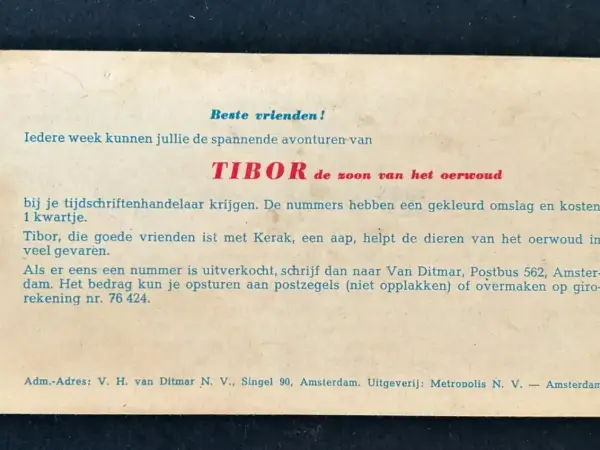 Beste vrienden!
Iedere week kunnen jullie de spannende avonturen van
TIBOR de zoon van het oerwoud
bij je tijdschriftenhandelaar krijgen. De nummers hebben een gekleurd omslag en kosten
1 kwartje.
Tibor, die goede vrienden ist met Kerak, een aap, helpt de dieren van het oerwoud in
veel gevaren.
Als er eens een nummer is uitverkocht, schrijf dan naar Van Ditmar, Postbus 562, Amster-
dam. Het bedrag kun je opsturen aan postzegels (niet opplakken) of overmaken op giro-
rekening nr. 76 424.
Adm.-Adres: V. H. van Ditmar N. V., Singel 90, Amsterdam. Uitgeverij: Metropolis N. V. — Amsterdam